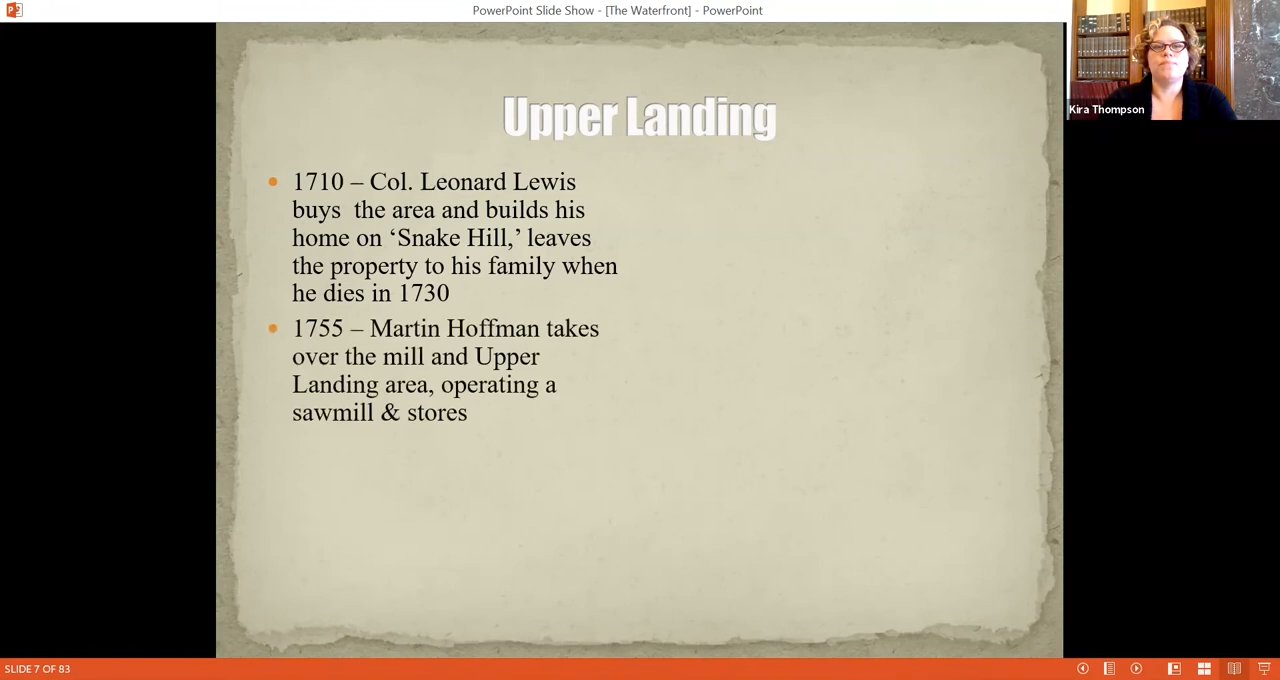 PowerPoint Slide Show - [The Waterfront] - PowerPoint
Kira Thompson
Upper Landing
• 1710 – Col. Leonard Lewis
buys  the area and builds his
home on ‘Snake Hill,’ leaves
the property to his family when
he dies in 1730
• 1755 – Martin Hoffman takes
over the mill and Upper
Landing area, operating a
sawmill & stores
SLIDE 7 OF 83